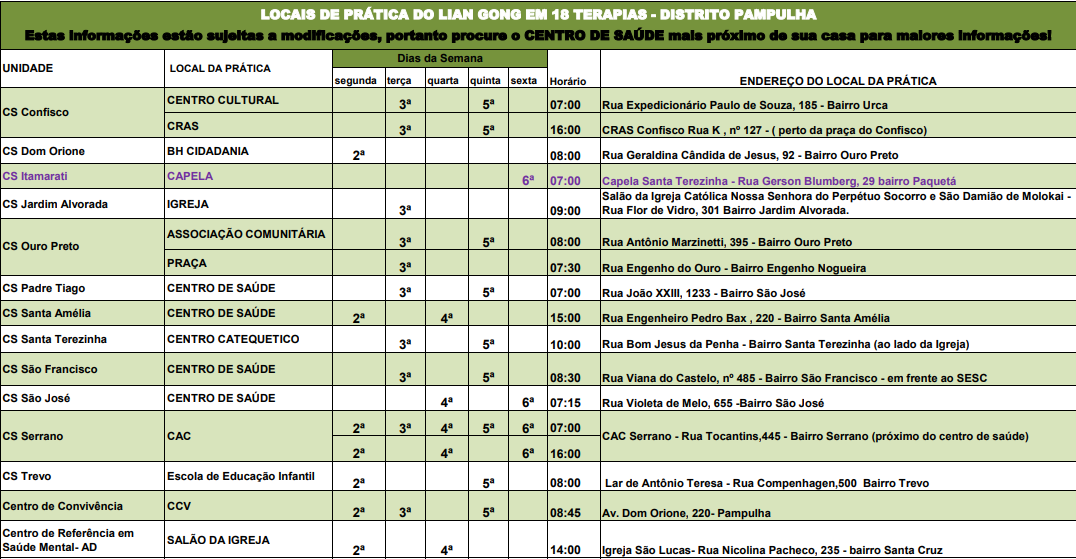 LOCAIS DE PRÁTICA DO LIAN GONG EM 18 TERAPIAS - DISTRITO PAMPULHA
Estas informações estão sujeitas a modificações, portanto procure o CENTRO DE SAÚDE mais próximo de sua casa para maiores informações!
UNIDADE LOCAL DA PRÁTICA Dias da Semana Horário ENDEREÇO DO LOCAL DA PRÁTICA
segunda terça quarta quinta sexta
CS Confisco CENTRO CULTURAL 3ª 5ª 07:00 Rua Expedicionário Paulo de Souza, 185 - Bairro Urca
CRAS 3ª 5ª 16:00 CRAS Confisco Rua K , nº 127 - ( perto da praça do Confisco)
CS Dom Orione BH CIDADANIA 2ª 08:00 Rua Geraldina Cândida de Jesus, 92 - Bairro Ouro Preto
CS Itamarati CAPELA 6ª 07:00 Capela Santa Terezinha - Rua Gerson Blumberg, 29 bairro Paquetá
CS Jardim Alvorada IGREJA 3ª 09:00 Salão da Igreja Católica Nossa Senhora do Perpétuo Socorro e São Damião de Molokai -
Rua Flor de Vidro, 301 Bairro Jardim Alvorada.
CS Ouro Preto ASSOCIAÇÃO COMUNITÁRIA 3ª 5ª 08:00 Rua Antônio Marzinetti, 395 - Bairro Ouro Preto
PRAÇA 3ª 07:30 Rua Engenho do Ouro - Bairro Engenho Nogueira
CS Padre Tiago CENTRO DE SAÚDE 3ª 5ª 07:00 Rua João XXIII, 1233 - Bairro São José
CS Santa Amélia CENTRO DE SAÚDE 2ª 4ª 15:00 Rua Engenheiro Pedro Bax , 220 - Bairro Santa Amélia
CS Santa Terezinha CENTRO CATEQUETICO 3ª 5ª 10:00 Rua Bom Jesus da Penha - Bairro Santa Terezinha (ao lado da Igreja)
CS São Francisco CENTRO DE SAÚDE 3ª 5ª 08:30 Rua Viana do Castelo, nº 485 - Bairro São Francisco - em frente ao SESC
CS São José CENTRO DE SAÚDE 4ª 6ª 07:15 Rua Violeta de Melo, 655 -Bairro São José
CS Serrano CAC 2ª 3ª 4ª 5ª 6ª 07:00 CAC Serrano - Rua Tocantins,445 - Bairro Serrano (próximo do centro de saúde)
2ª 4ª 6ª 16:00
CS Trevo Escola de Educação Infantil 2ª 5ª 08:00 Lar de Antônio Teresa - Rua Compenhagen,500 Bairro Trevo
Centro de Convivência CCV 2ª 3ª 5ª 08:45 Av. Dom Orione, 220- Pampulha
Centro de Referência em
Saúde Mental- AD SALÃO DA IGREJA 2ª 4ª 14:00 Igreja São Lucas- Rua Nicolina Pacheco, 235 - bairro Santa Cruz